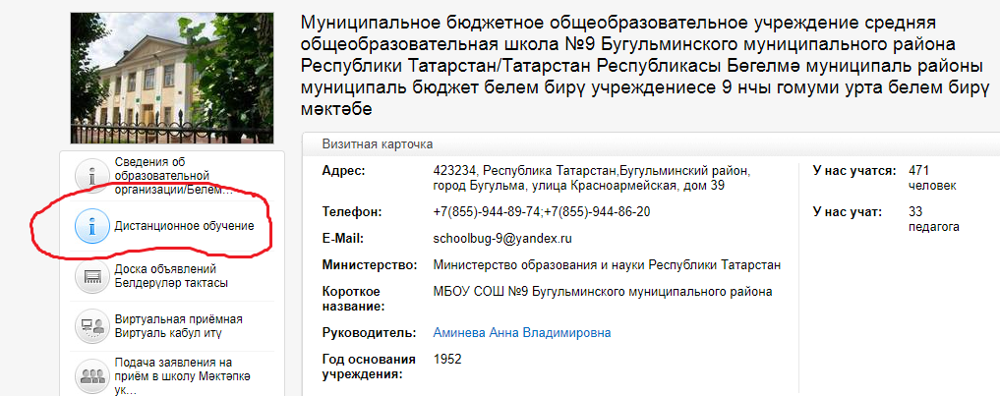 Муниципальное бюджетное общеобразовательное учреждение средняя
общеобразовательная школа №9 Бугульминского муниципального района
Республики Татарстан/Татарстан Республикасы Бөгелмә муниципаль районы
муниципаль бюджет белем бирү учреждениесе 9 нчы гомуми урта белем бирү
мәктәбе
Сведения об
образовательной
организации/Белем...
Дистанционное обучение
Доска объявлений
Белдерүләр тактасы
Виртуальная приёмная
Виртуаль кабул итү
Подача заявления на
приём в школу Мәктәпкә
ук...
Визитная карточка
Адрес: 423234, Республика Татарстан,Бугульминский район,
город Бугульма, улица Красноармейская, дом 39
Телефон: +7(855)-944-89-74;+7(855)-944-86-20
E-Mail: schoolbug-9@yandex.ru
Министерство: Министерство образования и науки Республики Татарстан
Короткое
название: МБОУ СОШ №9 Бугульминского муниципального района
Руководитель: Аминева Анна Владимировна
Год основания
учреждения: 1952
У нас учатся: 471
человек
У нас учат: 33
педагога